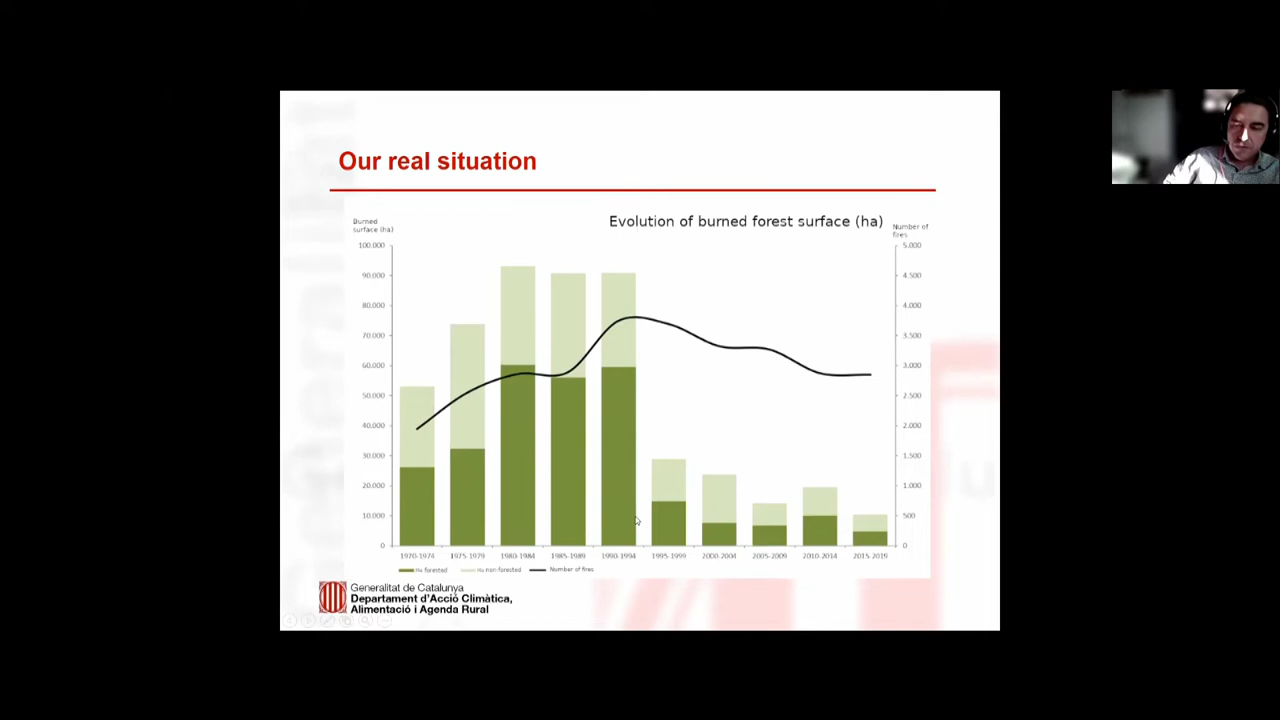 Our real situation
Evolution of burned forest surface (ha)
Burned
surface (ha)
Number of
fires
100.000
90.000
80.000
70.000
60.000
50.000
40.000
30.000
20.000
10.000
0
5.000
4.500
4.000
3.500
3.000
2.500
2.000
1.500
1.000
500
0
1970-1974 1975-1979 1980-1984 1985-1989 1990-1994 1995-1999 2000-2004 2005-2009 2010-2014 2015-2019
Ha forested Ha non-forested Number of fires
Generalitat de Catalunya
Departament d'Acció Climàtica,
Alimentació i Agenda Rural